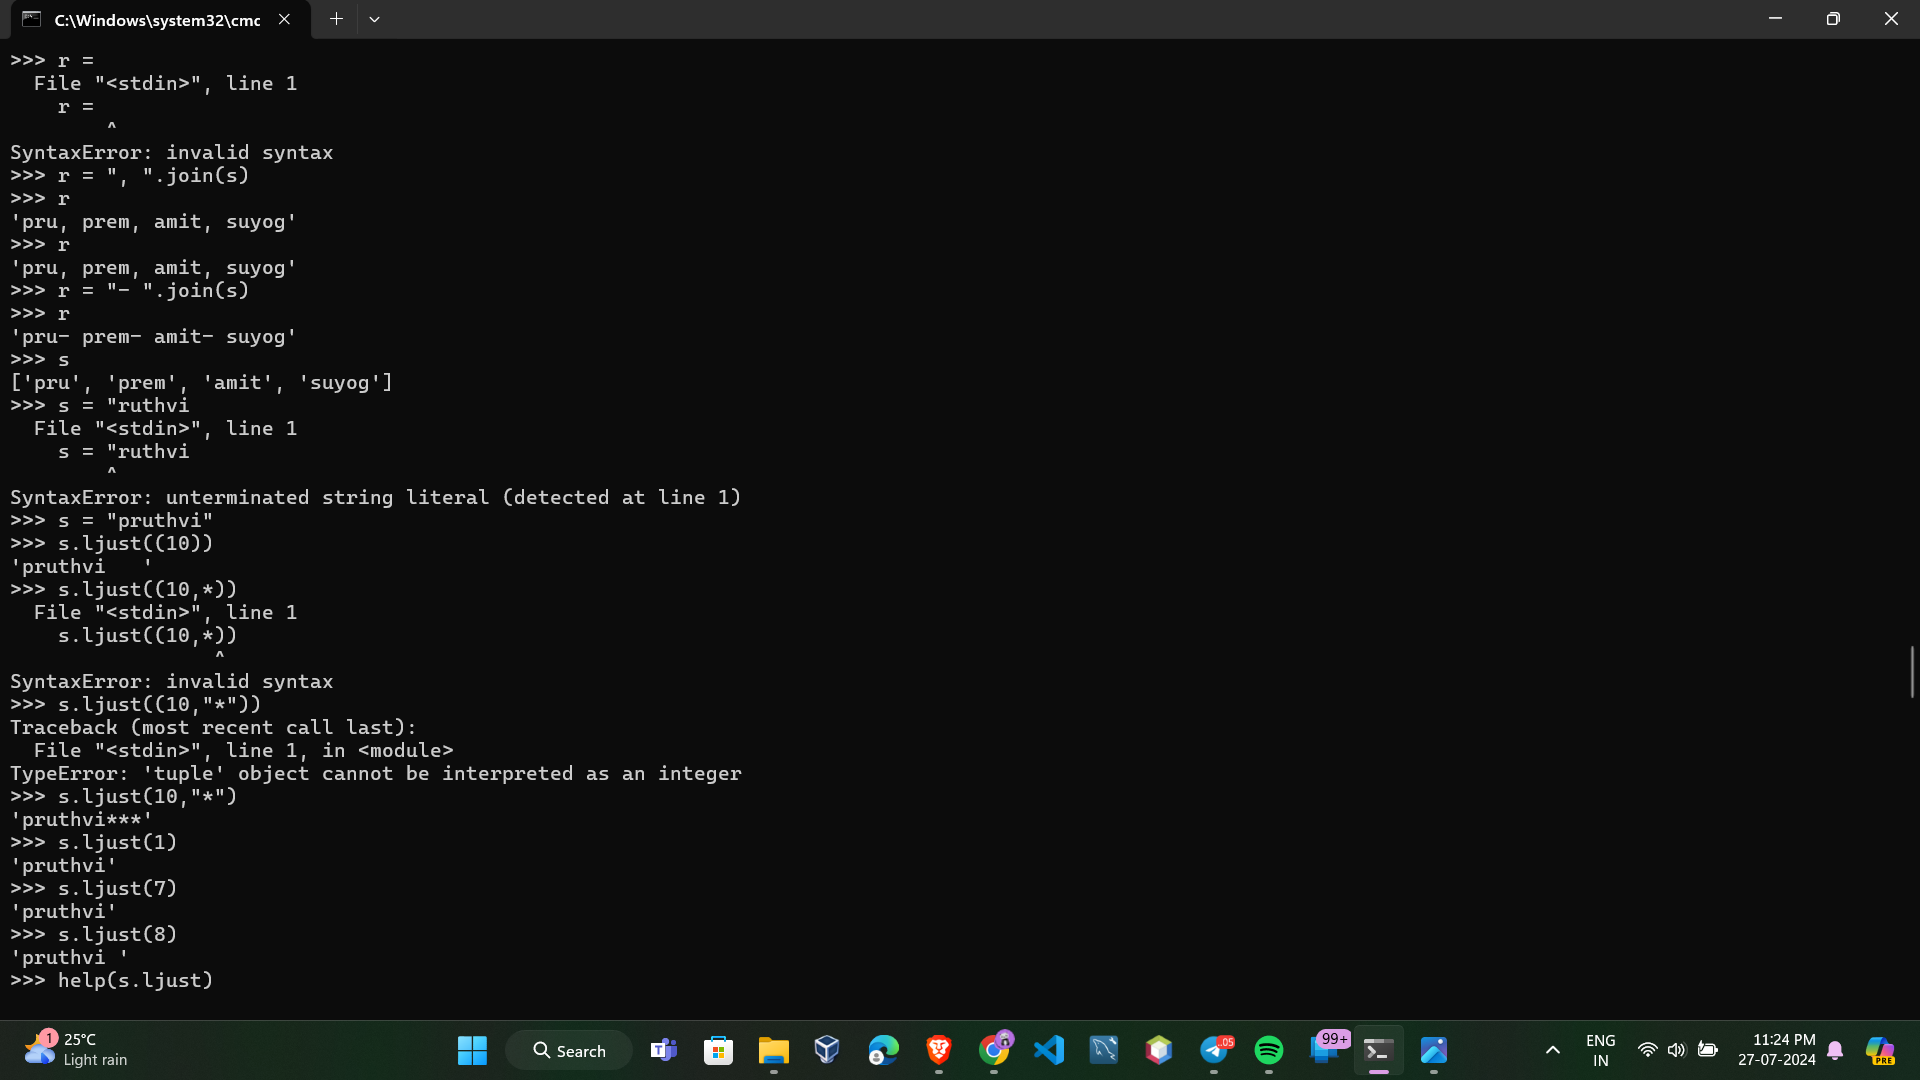 C:\Windows\system32\cmc
>>> r =
  File "<stdin>", line 1
    r =
        ^
SyntaxError: invalid syntax
>>> r = ", ".join(s)
>>> r
'pru, prem, amit, suyog'
>>> r
'pru, prem, amit, suyog'
>>> r = "- ".join(s)
>>> r
'pru- prem- amit- suyog'
>>> s
['pru', 'prem', 'amit', 'suyog']
>>> s = "ruthvi
  File "<stdin>", line 1
    s = "ruthvi
        ^
SyntaxError: unterminated string literal (detected at line 1)
>>> s = "pruthvi"
>>> s.ljust((10))
'pruthvi   '
>>> s.ljust((10,*))
  File "<stdin>", line 1
    s.ljust((10,*))
                 ^
SyntaxError: invalid syntax
>>> s.ljust((10,"*"))
Traceback (most recent call last):
  File "<stdin>", line 1, in <module>
TypeError: 'tuple' object cannot be interpreted as an integer
>>> s.ljust(10,"*")
'pruthvi***'
>>> s.ljust(1)
'pruthvi'
>>> s.ljust(7)
'pruthvi'
>>> s.ljust(8)
'pruthvi '
>>> help(s.ljust)
1
25°C
Light rain
Search
..05
99+
ENG
IN
11:24 PM
27-07-2024
PRE